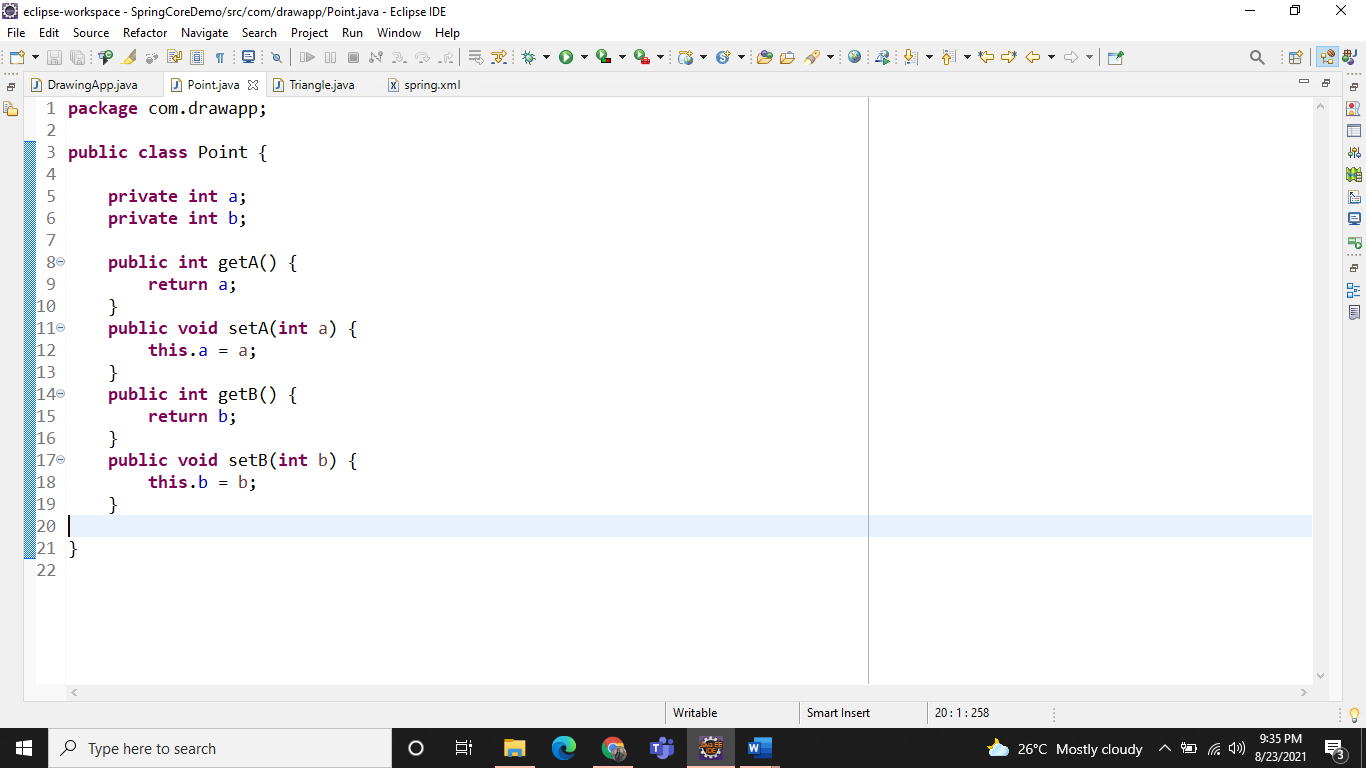 eclipse-workspace - SpringCoreDemo/src/com/drawapp/Point.java - Eclipse IDE
File Edit Source Refactor Navigate Search Project Run Window Help
DrawingApp.java Point.java Triangle.java spring.xml
1 package com.drawapp;
2
3 public class Point {
4
5     private int a;
6     private int b;
7
8     public int getA() {
9         return a;
10     }
11     public void setA(int a) {
12         this.a = a;
13     }
14     public int getB() {
15         return b;
16     }
17     public void setB(int b) {
18         this.b = b;
19     }
20
21 }
22
Writable Smart Insert 20 : 1 : 258
Type here to search 26°C Mostly cloudy 9:35 PM
8/23/2021 3